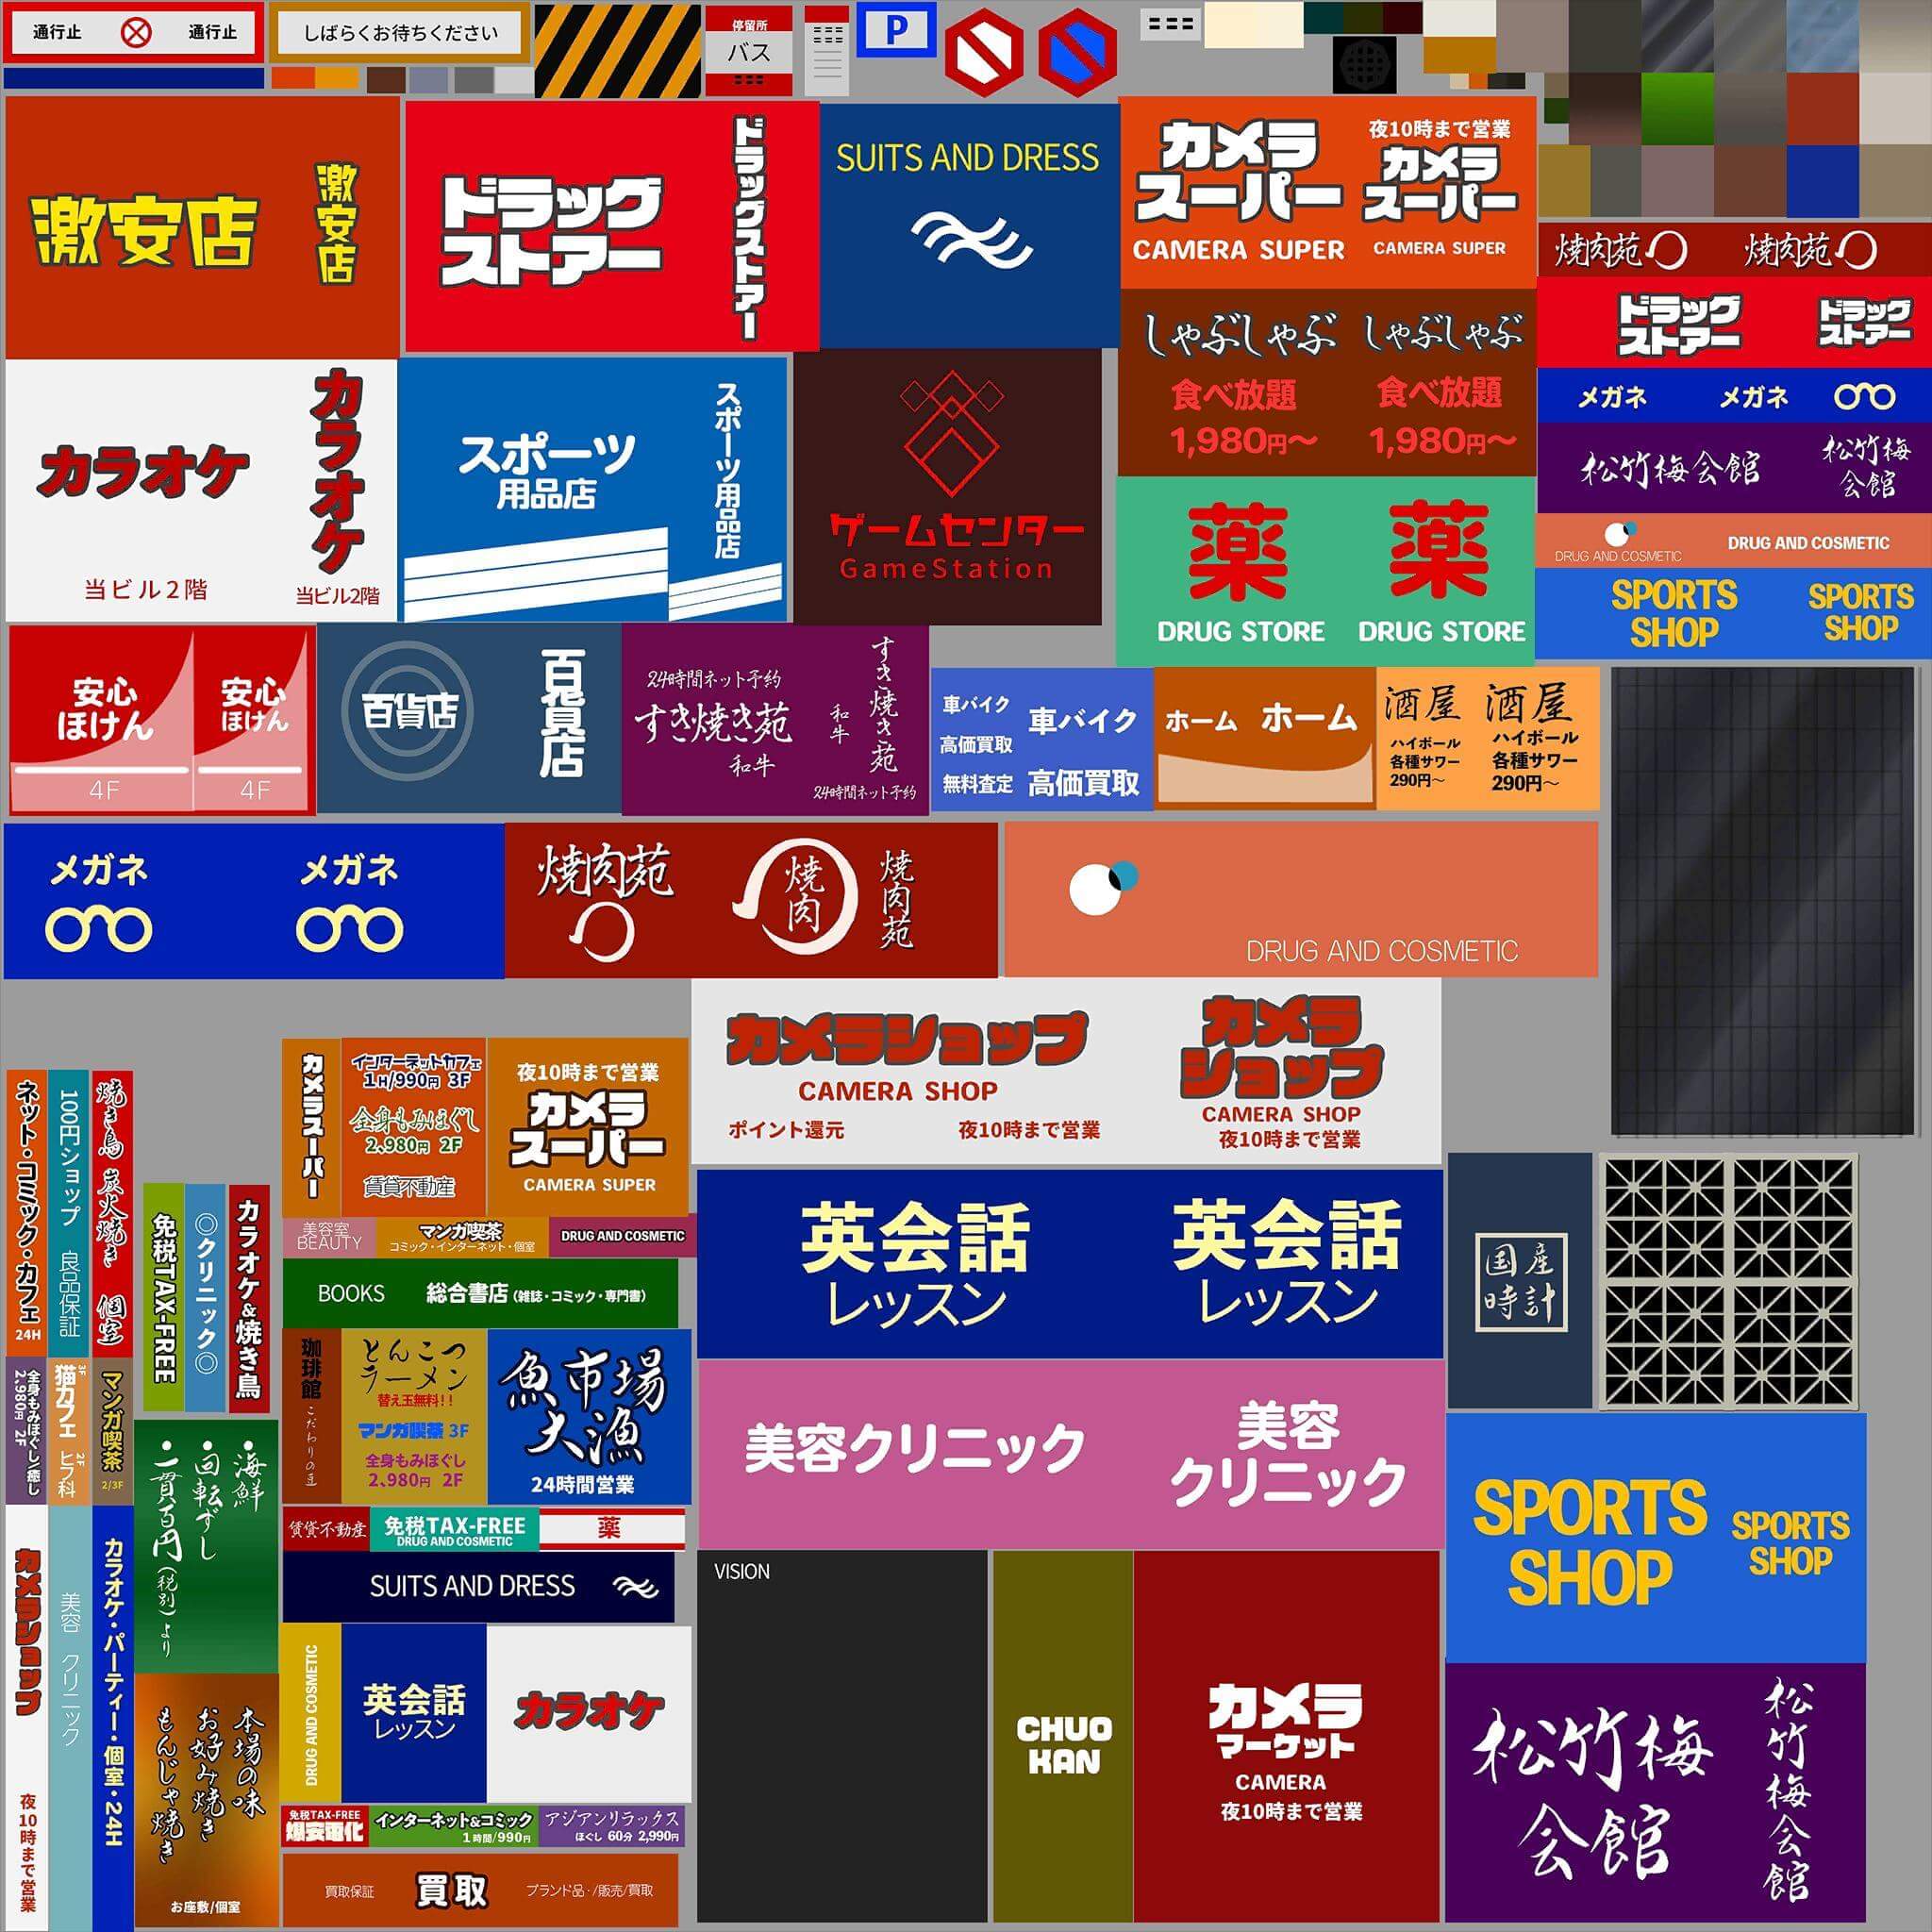 通行止
通行止
しばらくお待ちください
停留所
バス
P
激安店
激安店
ドラッグ
ストアー
ドラッグストアー
SUITS AND DRESS
カメラ
スーパー
CAMERA SUPER
夜10時まで営業
カメラ
スーパー
CAMERA SUPER
焼肉苑
焼肉苑
ドラッグ
ストアー
ドラッグ
ストアー
メガネ
メガネ
松竹梅会館
松竹梅
会館
DRUG AND COSMETIC
DRUG AND COSMETIC
SPORTS
SHOP
SPORTS
SHOP
カラオケ
当ビル2階
カラオケ
当ビル2階
スポーツ
用品店
スポーツ用品店
ゲームセンター
GameStation
しゃぶしゃぶ
食べ放題
1,980円〜
しゃぶしゃぶ
食べ放題
1,980円〜
薬
DRUG STORE
薬
DRUG STORE
安心
ほけん
4F
安心
ほけん
4F
百貨店
百貨店
24時間ネット予約
すき焼き苑
和牛
すき焼き苑
和牛
24時間ネット予約
車バイク
高価買取
無料査定
車バイク
高価買取
ホーム
ホーム
酒屋
ハイボール
各種サワー
290円〜
酒屋
ハイボール
各種サワー
290円〜
メガネ
メガネ
焼肉苑
焼肉
焼肉苑
DRUG AND COSMETIC
カメラショップ
CAMERA SHOP
ポイント還元
夜10時まで営業
カメラ
ショップ
CAMERA SHOP
夜10時まで営業
ネット・コミック・カフェ
24H
100円ショップ 良品保証
焼き鳥 炭火焼き 個室
免税TAX-FREE
◎クリニック◎
カラオケ&焼き鳥
カメラスーパー
インターネットカフェ
1H/990円 3F
全身もみほぐし
2,980円 2F
賃貸不動産
夜10時まで営業
カメラ
スーパー
CAMERA SUPER
美容室
BEAUTY
マンガ喫茶
コミック・インターネット・個室
DRUG AND COSMETIC
BOOKS
総合書店(雑誌・コミック・専門書)
英会話
レッスン
英会話
レッスン
国産
時計
全身もみほぐし/癒し
2,980円 2F
3F
猫カフェ
2F
ヒフ科
マンガ喫茶
2/3F
珈琲館
こだわりの豆
とんこつ
ラーメン
替え玉無料!!
マンガ喫茶 3F
全身もみほぐし
2,980円 2F
魚市場
大漁
24時間営業
美容クリニック
美容
クリニック
・海鮮
・回転ずし
・一貫百円(税別)より
賃貸不動産
免税TAX-FREE
DRUG AND COSMETIC
薬
SUITS AND DRESS
カメラショップ
夜10時まで営業
美容 クリニック
カラオケ・パーティー・個室・24H
本場の味
お好み焼き
もんじゃ焼き
お座敷/個室
DRUG AND COSMETIC
英会話
レッスン
カラオケ
免税TAX-FREE
爆安電化
インターネット&コミック
1時間/990円
アジアンリラックス
ほぐし 60分 2,990円
買取保証
買取
ブランド品・/販売/買取
VISION
CHUO
KAN
カメラ
マーケット
CAMERA
夜10時まで営業
SPORTS
SHOP
SPORTS
SHOP
松竹梅
会館
松竹梅会館